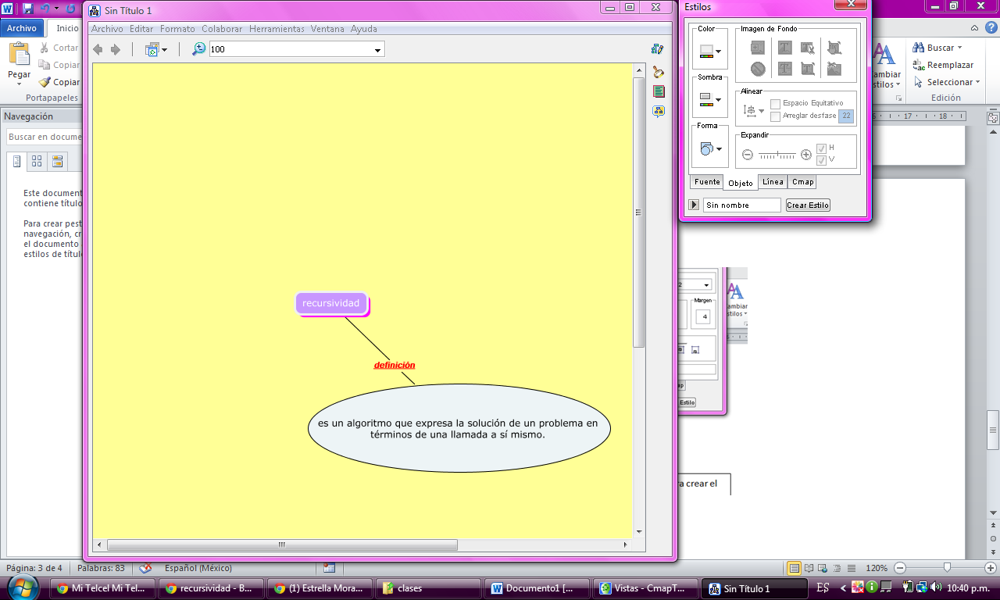 Sin Título 1
Archivo Editar Formato Colaborar Herramientas Ventana Ayuda
100
recursividad
definición
es un algoritmo que expresa la solución de un problema en
términos de una llamada a sí mismo.
Estilos
Color
Imagen de Fondo
Sombra
Alinear
Espacio Equitativo
Arreglar desfase 22
Forma
Expandir
H
V
Fuente Objeto Línea Cmap
Sin nombre Crear Estilo
Archivo Inicio
Pegar
Cortar
Copiar
Copiar
Portapapeles
Buscar
Reemplazar
Seleccionar
Edición
17 18
Navegación
Buscar en docume
Este document
contiene título
Para crear pest
navegación, cr
el documento
estilos de títul
Margen
4
Estilo
crear el
Página: 3 de 4 Palabras: 83 Español (México) 120%
Mi Telcel Mi Tel... recursividad - B... (1) Estrella Mora... clases Documento1 [... Vistas - CmapT... Sin Título 1 ES 10:40 p.m.